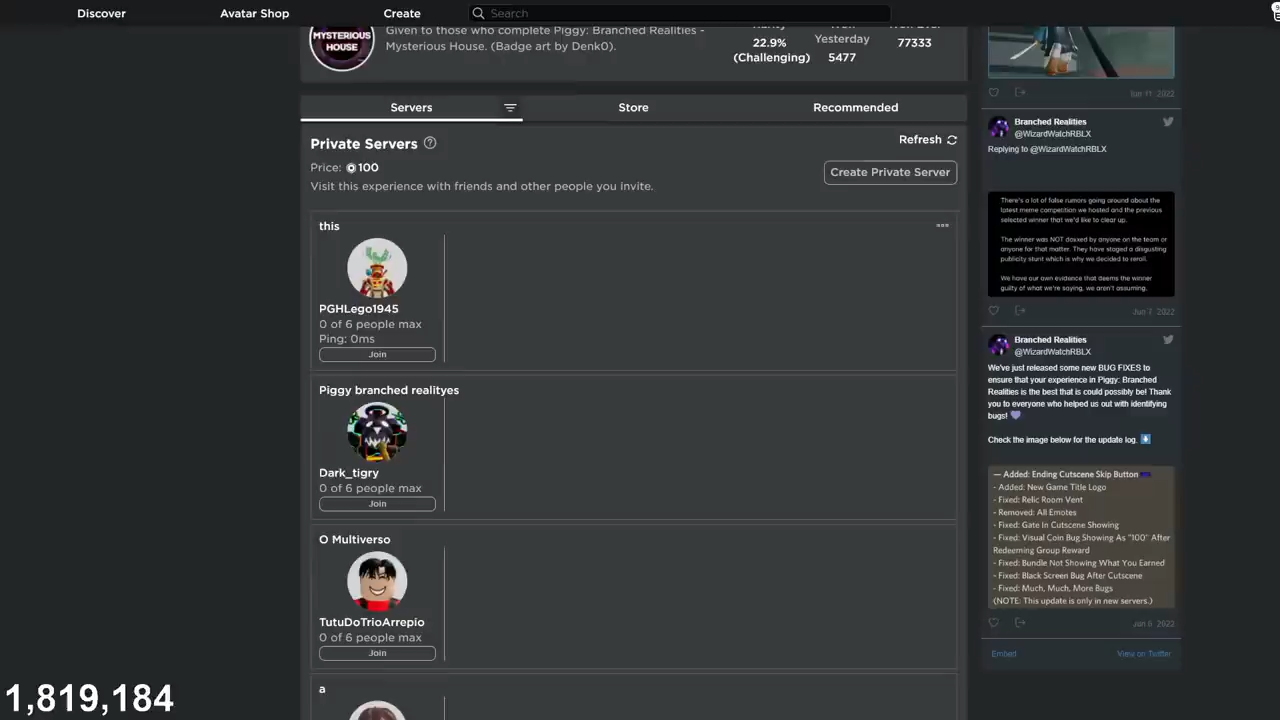 Discover
Avatar Shop
Create
Search
MYSTERIOUS
HOUSE
Given to those who complete Piggy: Branched Realities -
Mysterious House. (Badge art by Denk0).
22.9%
(Challenging)
Yesterday
5477
77333
Servers
Store
Recommended
Private Servers
Refresh
Price: 100
Create Private Server
Visit this experience with friends and other people you invite.
this
PGHLego1945
0 of 6 people max
Ping: 0ms
Join
Piggy branched realityes
Dark_tigry
0 of 6 people max
Join
O Multiverso
TutuDoTrioArrepio
0 of 6 people max
Join
a
Jun 11, 2022
Branched Realities
@WizardWatchRBLX
Replying to @WizardWatchRBLX
There's a lot of false rumors going around about the
latest meme competition we hosted and the previous
selected winner that we'd like to clear up.
The winner was NOT doxxed by anyone on the team or
anyone for that matter. They have staged a disgusting
publicity stunt which is why we decided to reroll.
We have our own evidence that deems the winner
guilty of what we're saying, we aren't assuming.
Jun 7, 2022
Branched Realities
@WizardWatchRBLX
We've just released some new BUG FIXES to
ensure that your experience in Piggy: Branched
Realities is the best that is could possibly be! Thank
you to everyone who helped us out with identifying
bugs!
Check the image below for the update log.
— Added: Ending Cutscene Skip Button
- Added: New Game Title Logo
- Fixed: Relic Room Vent
- Removed: All Emotes
- Fixed: Gate In Cutscene Showing
- Fixed: Visual Coin Bug Showing As "100" After
Redeeming Group Reward
- Fixed: Bundle Not Showing What You Earned
- Fixed: Black Screen Bug After Cutscene
- Fixed: Much, Much, More Bugs
(NOTE: This update is only in new servers.)
Jun 6, 2022
Embed
View on Twitter
1,819,184